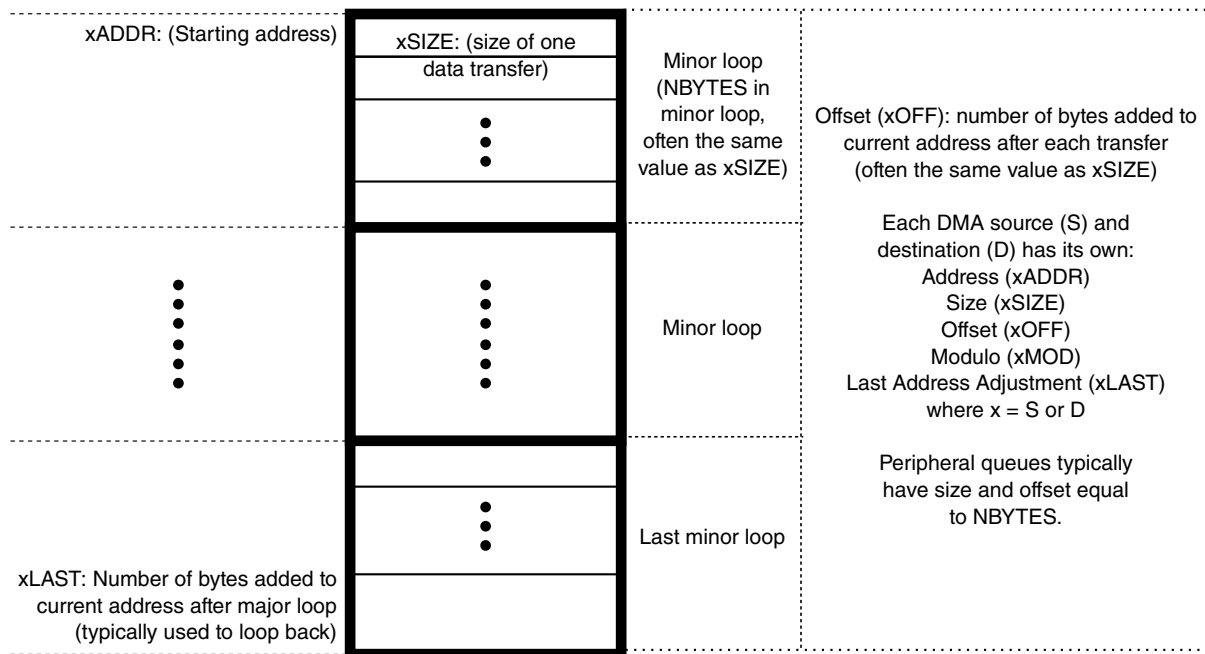 xADDR: (Starting address)
xSIZE: (size of one
data transfer)
Minor loop
(NBYTES in
minor loop,
often the same
value as xSIZE)
Offset (xOFF): number of bytes added to
current address after each transfer
(often the same value as xSIZE)
Each DMA source (S) and
destination (D) has its own:
Address (xADDR)
Size (xSIZE)
Offset (xOFF)
Modulo (xMOD)
Last Address Adjustment (xLAST)
where x = S or D
Peripheral queues typically
have size and offset equal
to NBYTES.
Minor loop
Last minor loop
xLAST: Number of bytes added to
current address after major loop
(typically used to loop back)